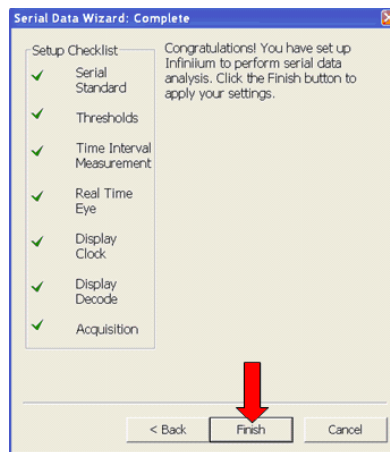 Serial Data Wizard: Complete
Setup Checklist
Serial
Standard
Thresholds
Time Interval
Measurement
Real Time
Eye
Display
Clock
Display
Decode
Acquisition
Congratulations! You have set up
Infiniium to perform serial data
analysis. Click the Finish button to
apply your settings.
< Back
Finish
Cancel